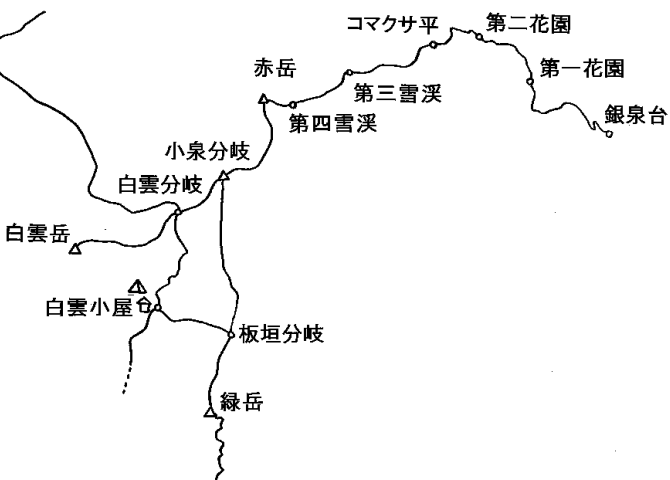 コマクサ平
第二花園
赤岳
第三雪渓
第一花園
第四雪渓
銀泉台
小泉分岐
白雲分岐
白雲岳
白雲小屋
板垣分岐
緑岳